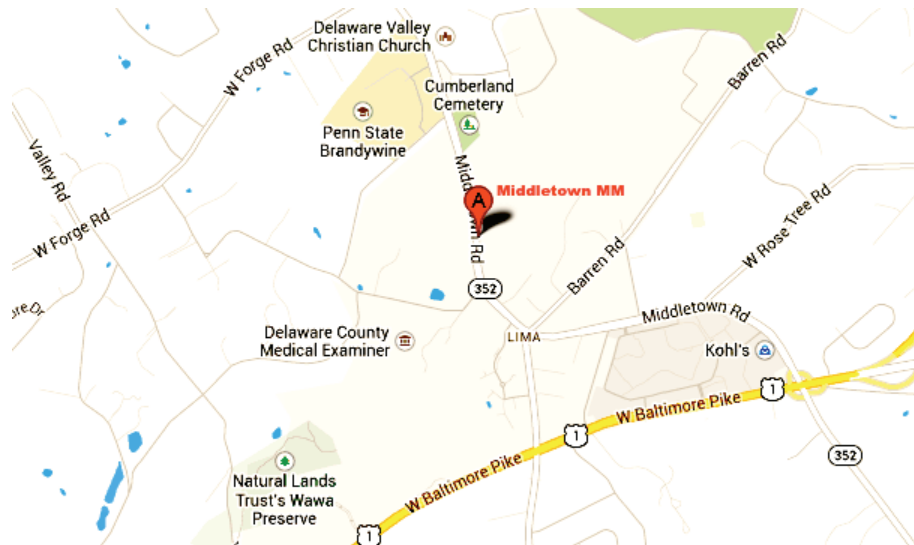 Delaware Valley
Christian Church
W Forge Rd
Barren Rd
Cumberland
Cemetery
Penn State
Brandywine
Valley Rd
Middletown Rd
A
Middletown MM
W Rose Tree Rd
W Forge Rd
Barren Rd
352
ore Dr
Middletown Rd
LIMA
Delaware County
Medical Examiner
Kohl's
1
W Baltimore Pike
1
352
W Baltimore Pike
Natural Lands
Trust's Wawa
Preserve
1